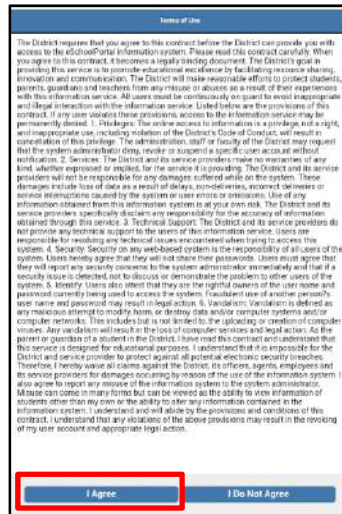 Terms of Use
The District requires that you agree to this contract before the District can provide you with
access to the eSchoolPortal information system. Please read this contract carefully. When
you agree to this contract, it becomes a legally binding document. The District's goal in
providing this service is to promote educational excellence by facilitating resource sharing,
innovation and communication. The District will make reasonable efforts to protect students,
parents, guardians and teachers from any misuse or abuses as a result of their experiences
with this information service. All users must be continuously on guard to avoid inappropriate
and illegal interaction with the information service. Listed below are the provisions of this
contract. If any user violates these provisions, access to the information service may be
permanently denied. 1. Privileges: The online access to information is a privilege, not a right,
and inappropriate use, including violation of the District's Code of Conduct, will result in
cancellation of this privilege. The administration, staff or faculty of the District may request
that the system administrator deny, revoke or suspend a specific user account without
notification. 2. Services: The District and its service providers make no warranties of any
kind, whether expressed or implied, for the service it is providing. The District and its service
providers will not be responsible for any damages suffered while on the system. These
damages include loss of data as a result of delays, non-deliveries, incorrect deliveries or
service interruptions caused by the system or user errors or omissions. Use of any
information obtained from this information system is at your own risk. The District and its
service providers specifically disclaim any responsibility for the accuracy of information
obtained through this service. 3. Technical Support: The District and its service providers do
not provide any technical support to the users of this information service. Users are
responsible for resolving any technical issues encountered when trying to access this
system. 4. Security: Security on any web-based system is the responsibility of all users of the
system. Users hereby agree that they will not share their passwords. Users must agree that
they will report any security concerns to the system administrator immediately and that if a
security issue is detected, not to discuss or demonstrate the problem to other users of the
system. 5. Identify: Users also attest that they are the rightful owners of the user name and
password currently being used to access the system. Fraudulent use of another person?s
user name and password may result in legal action. 6. Vandalism: Vandalism is defined as
any malicious attempt to modify, harm, or destroy data and/or computer systems and/or
computer networks. This includes but is not limited to, the uploading or creation of computer
viruses. Any vandalism will result in the loss of computer services and legal action. As the
parent or guardian of a student in the District, I have read this contract and understand that
this service is designed for educational purposes. I understand that it is impossible for the
District and service provider to protect against all potential electronic security breaches.
Therefore, I hereby waive all claims against the District, its officers, agents, employees and
its service providers for damages occurring by reason of the use of the information system. I
also agree to report any misuse of the information system to the system administrator.
Misuse can come in many forms but can be viewed as the ability to view information of
students other than my own or the ability to alter any information contained in the
information system. I understand and will abide by the provisions and conditions of this
contract. I understand that any violations of the above provisions may result in the revoking
of my user account and appropriate legal action.
I Agree
I Do Not Agree